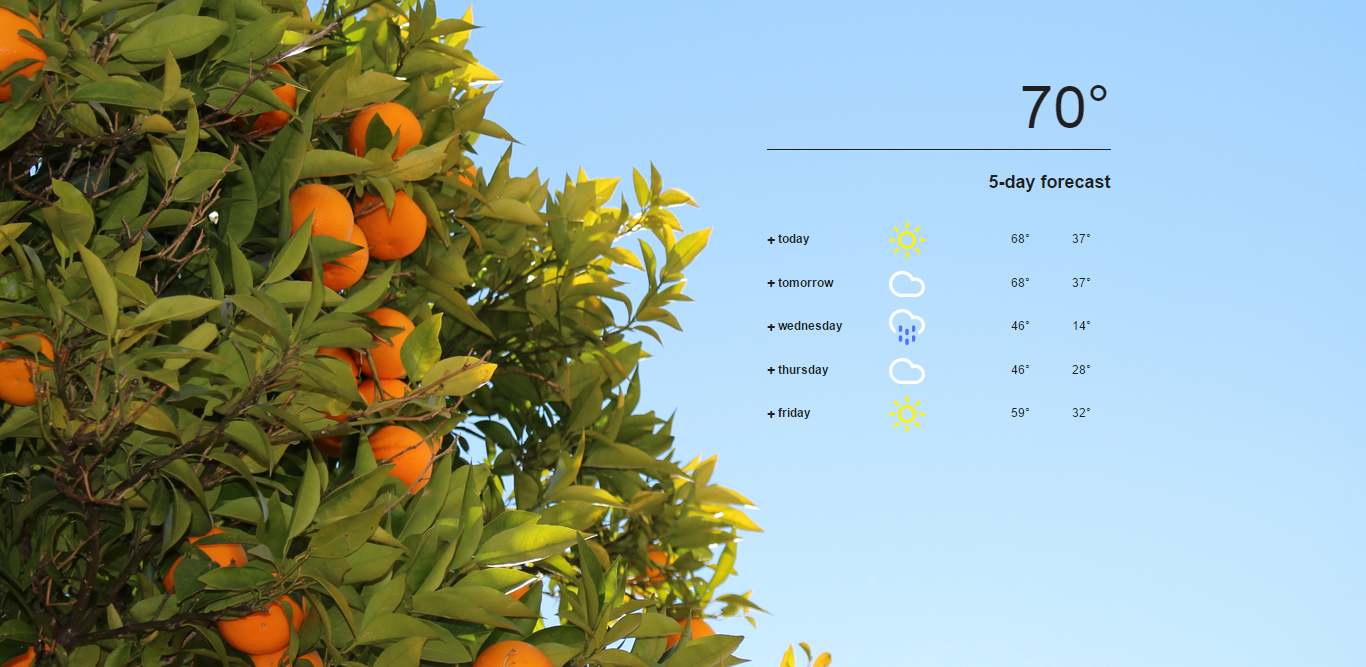 70°
5-day forecast
+ today 68° 37°
+ tomorrow 68° 37°
+ wednesday 46° 14°
+ thursday 46° 28°
+ friday 59° 32°